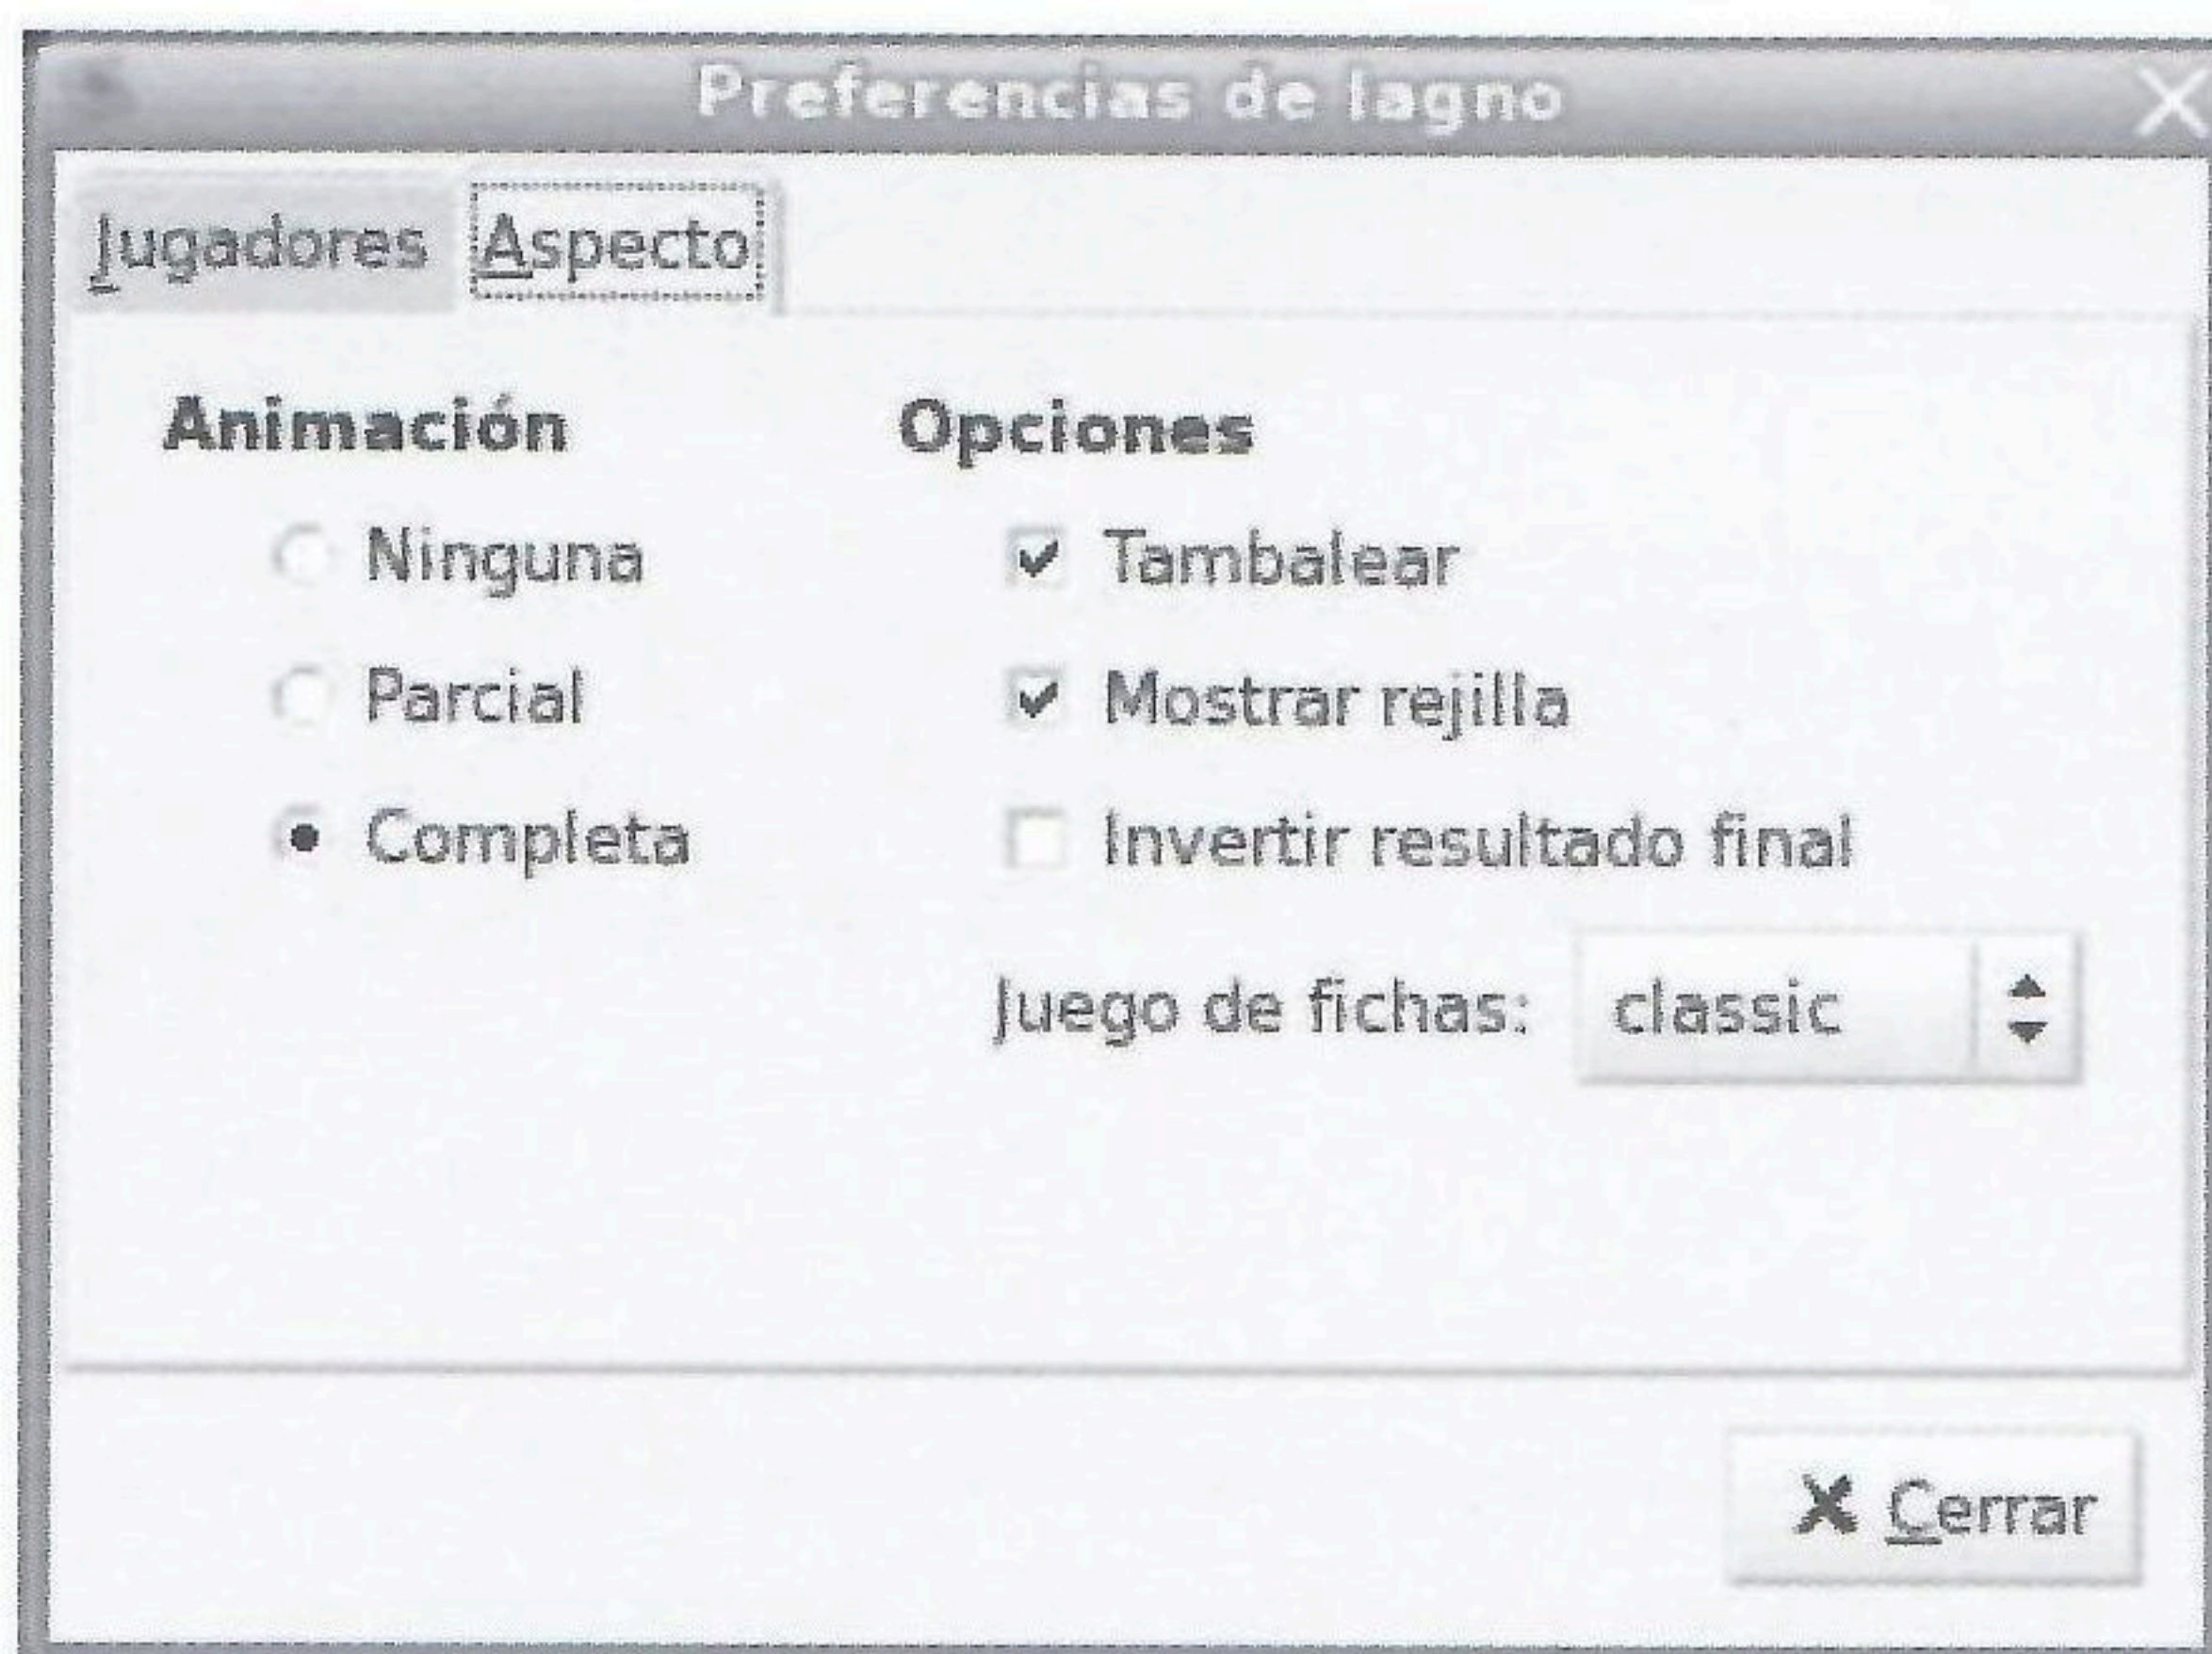 Preferencias de Iagno
Jugadores Aspecto
Animación
Ninguna
Parcial
Completa
Opciones
Tambalear
Mostrar rejilla
Invertir resultado final
Juego de fichas: classic
Cerrar